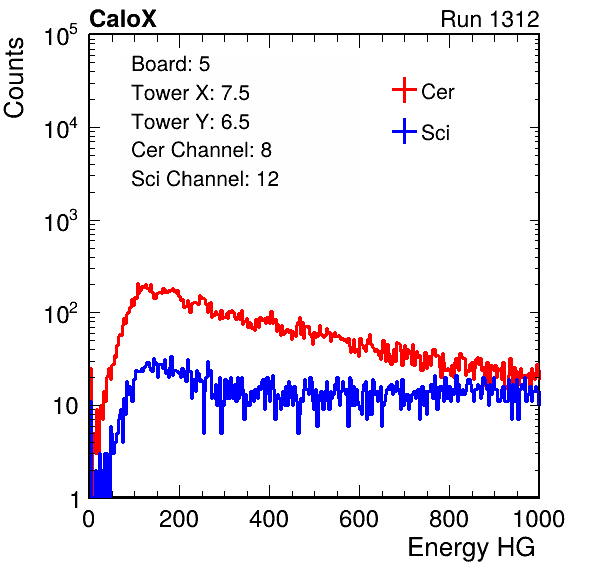 CaloX Run 1312
Counts
10^5
10^4
10^3
10^2
10
1
Board: 5
Tower X: 7.5
Tower Y: 6.5
Cer Channel: 8
Sci Channel: 12
Cer
Sci
0 200 400 600 800 1000
Energy HG